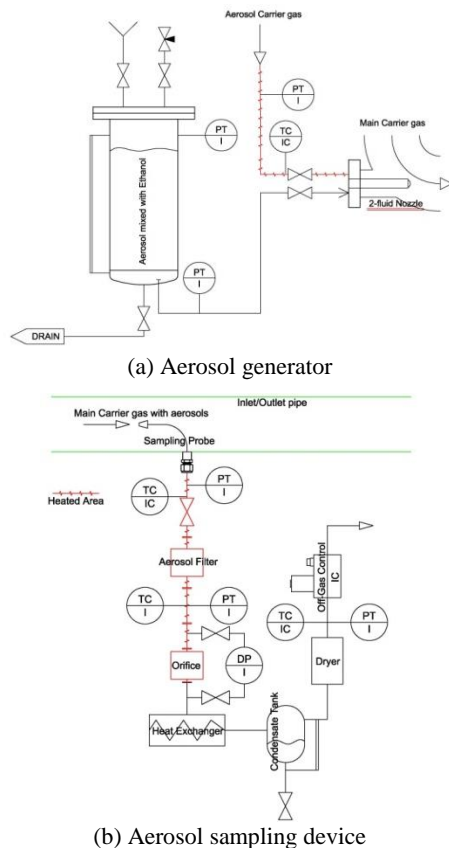 Aerosol Carrier gas
PT
I
Main Carrier gas
TC
IC
PT
I
Aerosol mixed with Ethanol
2-fluid Nozzle
PT
I
DRAIN
(a) Aerosol generator
Inlet/Outlet pipe
Main Carrier gas with aerosols
Sampling Probe
PT
I
TC
IC
Heated Area
Aerosol Filter
Off-Gas Control
IC
TC
I
PT
I
TC
IC
PT
I
Orifice
DP
I
Dryer
Heat Exchanger
Condensate Tank
(b) Aerosol sampling device